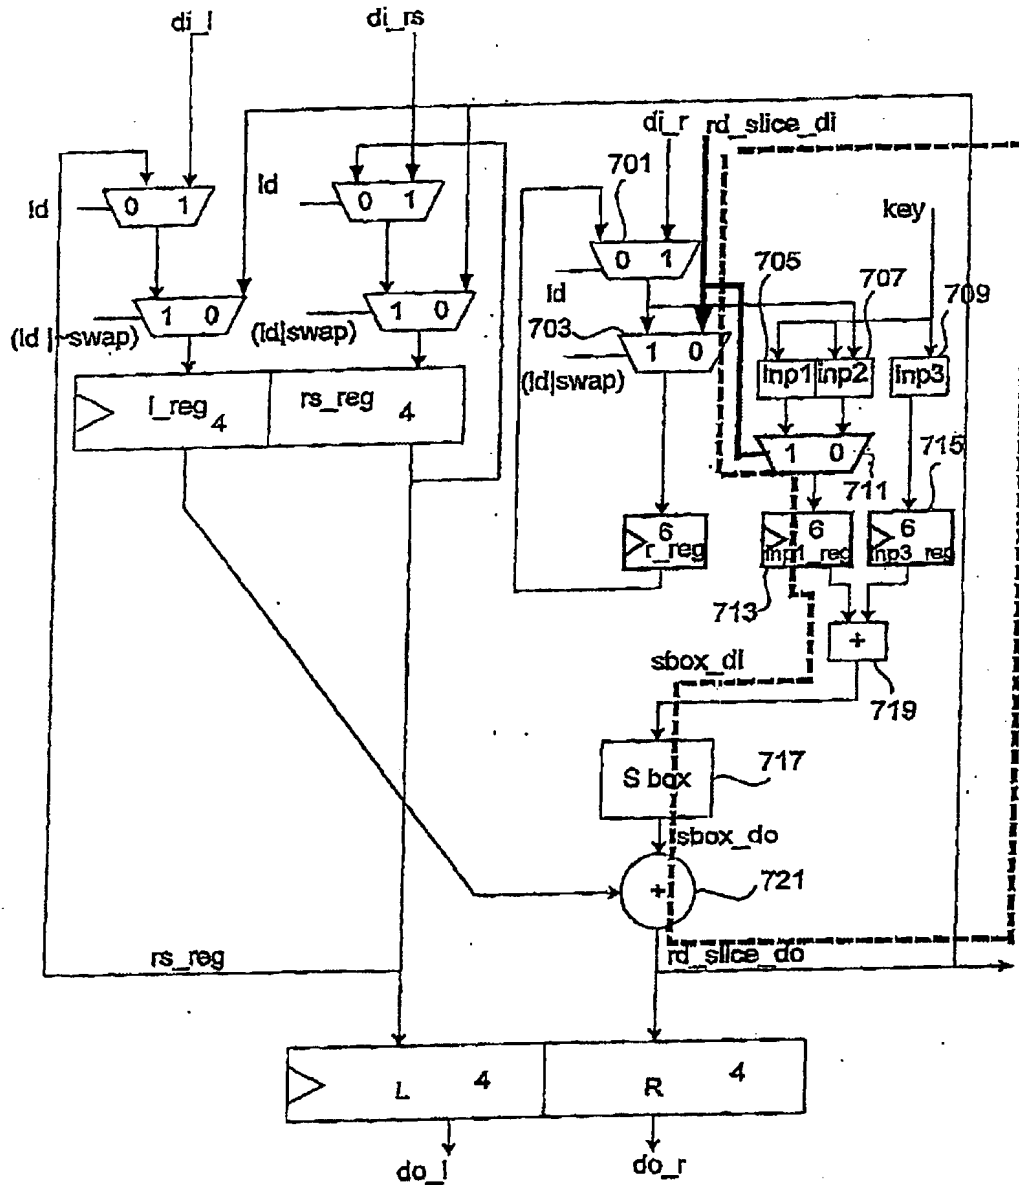 di_l
di_rs
di_r
rd_slice_di
701
ld
0 1
ld
0 1
key
0 1
705
707
709
ld
703
1 0
1 0
(ld |~swap)
(ld|swap)
1 0
(ld|swap)
inp1
inp2
inp3
l_reg 4
rs_reg 4
1 0
711
715
6
r_reg
6
inp1_reg
6
inp3_reg
713
+
719
sbox_di
S box
717
sbox_do
+
721
rs_reg
rd_slice_do
L 4
R 4
do_l
do_r